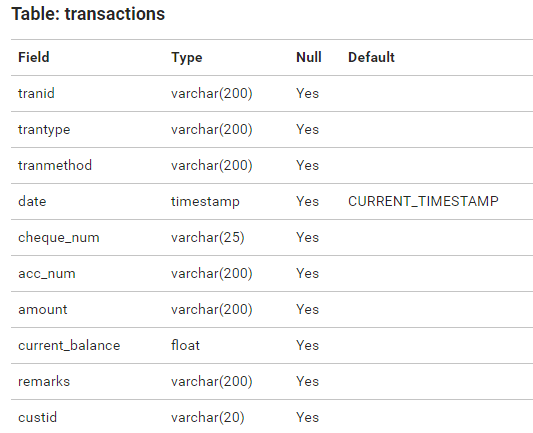 Table: transactions
Field Type Null Default
tranid varchar(200) Yes
trantype varchar(200) Yes
tranmethod varchar(200) Yes
date timestamp Yes CURRENT_TIMESTAMP
cheque_num varchar(25) Yes
acc_num varchar(200) Yes
amount varchar(200) Yes
current_balance float Yes
remarks varchar(200) Yes
custid varchar(20) Yes